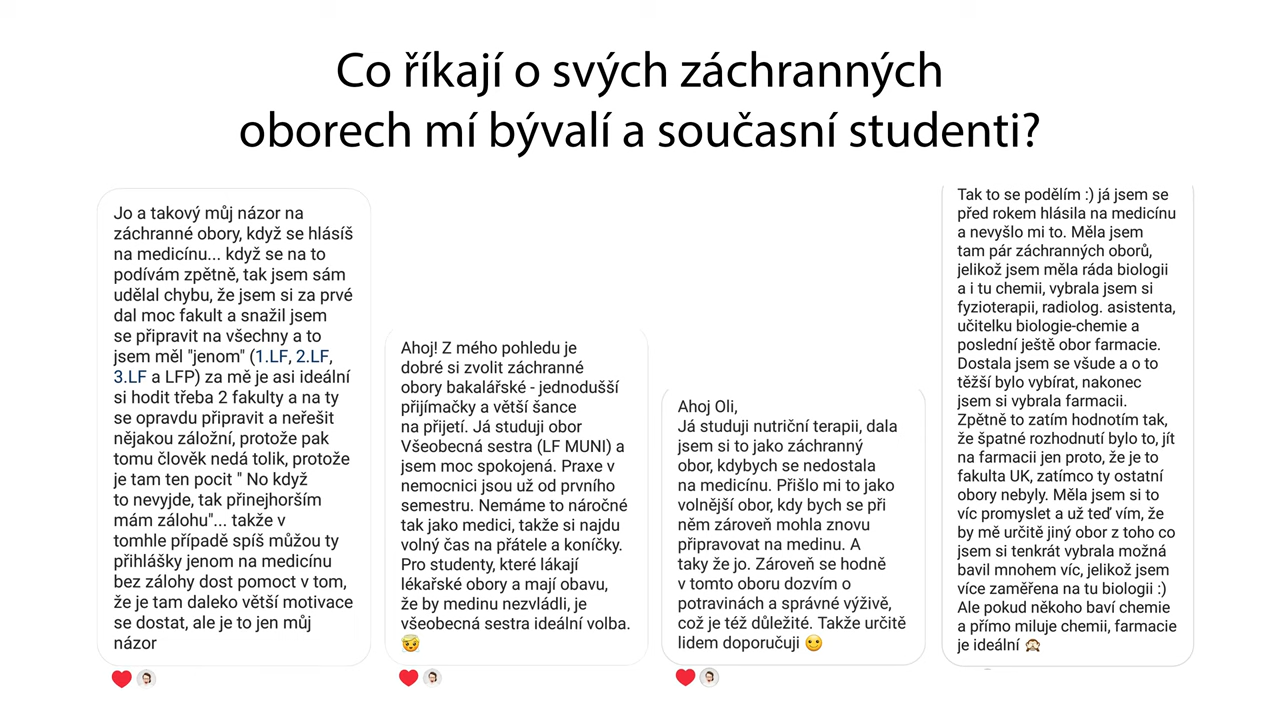 Co říkají o svých záchranných
oborech mí bývalí a současní studenti?
Jo a takový můj názor na
záchranné obory, když se hlásíš
na medicínu... když se na to
podívám zpětně, tak jsem sám
udělal chybu, že jsem si za prvé
dal moc fakult a snažil jsem
se připravit na všechny a to
jsem měl "jenom" (1.LF, 2.LF,
3.LF a LFP) za mě je asi ideální
si hodit třeba 2 fakulty a na ty
se opravdu připravit a neřešit
nějakou záložní, protože pak
tomu člověk nedá tolik, protože
je tam ten pocit " No když
to nevyjde, tak přinejhorším
mám zálohu"... takže v
tomhle případě spíš můžou ty
přihlášky jenom na medicínu
bez zálohy dost pomoct v tom,
že je tam daleko větší motivace
se dostat, ale je to jen můj
názor
Ahoj! Z mého pohledu je
dobré si zvolit záchranné
obory bakalářské - jednodušší
přijímačky a větší šance
na přijetí. Já studuji obor
Všeobecná sestra (LF MUNI) a
jsem moc spokojená. Praxe v
nemocnici jsou už od prvního
semestru. Nemáme to náročné
tak jako medici, takže si najdu
volný čas na přátele a koníčky.
Pro studenty, které lákají
lékařské obory a mají obavu,
že by medinu nezvládli, je
všeobecná sestra ideální volba.
😇
Ahoj Oli,
Já studuji nutriční terapii, dala
jsem si to jako záchranný
obor, kdybych se nedostala
na medicínu. Přišlo mi to jako
volnější obor, kdy bych se při
něm zároveň mohla znovu
připravovat na medinu. A
taky že jo. Zároveň se hodně
v tomto oboru dozvím o
potravinách a správné výživě,
což je též důležité. Takže určitě
lidem doporučuji 🙂
Tak to se podělím :) já jsem se
před rokem hlásila na medicínu
a nevyšlo mi to. Měla jsem
tam pár záchranných oborů,
jelikož jsem měla ráda biologii
a i tu chemii, vybrala jsem si
fyzioterapii, radiolog. asistenta,
učitelku biologie-chemie a
poslední ještě obor farmacie.
Dostala jsem se všude a o to
těžší bylo vybírat, nakonec
jsem si vybrala farmacii.
Zpětně to zatím hodnotím tak,
že špatné rozhodnutí bylo to, jít
na farmacii jen proto, že je to
fakulta UK, zatímco ty ostatní
obory nebyly. Měla jsem si to
víc promyslet a už teď vím, že
by mě určitě jiný obor z toho co
jsem si tenkrát vybrala možná
bavil mnohem víc, jelikož jsem
více zaměřena na tu biologii :)
Ale pokud někoho baví chemie
a přímo miluje chemii, farmacie
je ideální 🙈